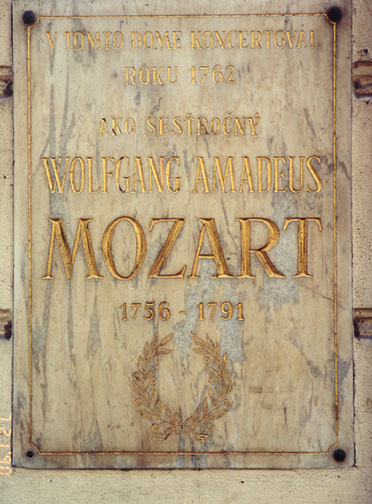 V TOMTO DOME KONCERTOVAL
ROKU 1762
AKO ŠESŤROČNÝ
WOLFGANG AMADEUS
MOZART
1756 - 1791